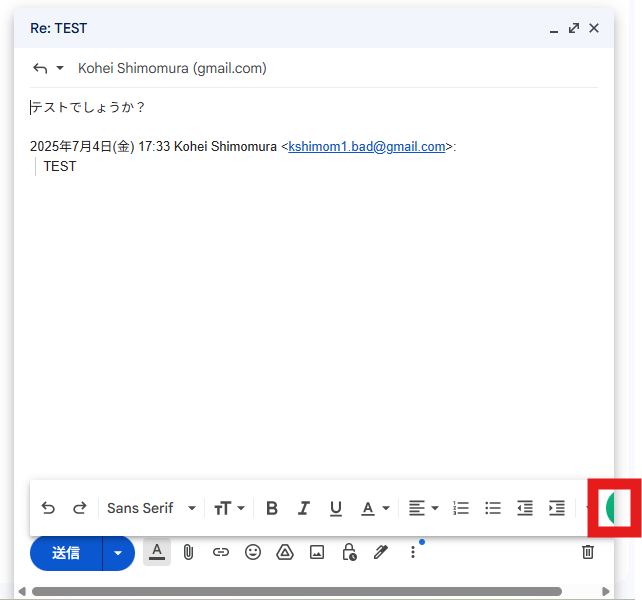 Re: TEST
Kohei Shimomura (gmail.com)
テストでしょうか？
2025年7月4日(金) 17:33 Kohei Shimomura <kshimom1.bad@gmail.com>:
TEST
Sans Serif
送信